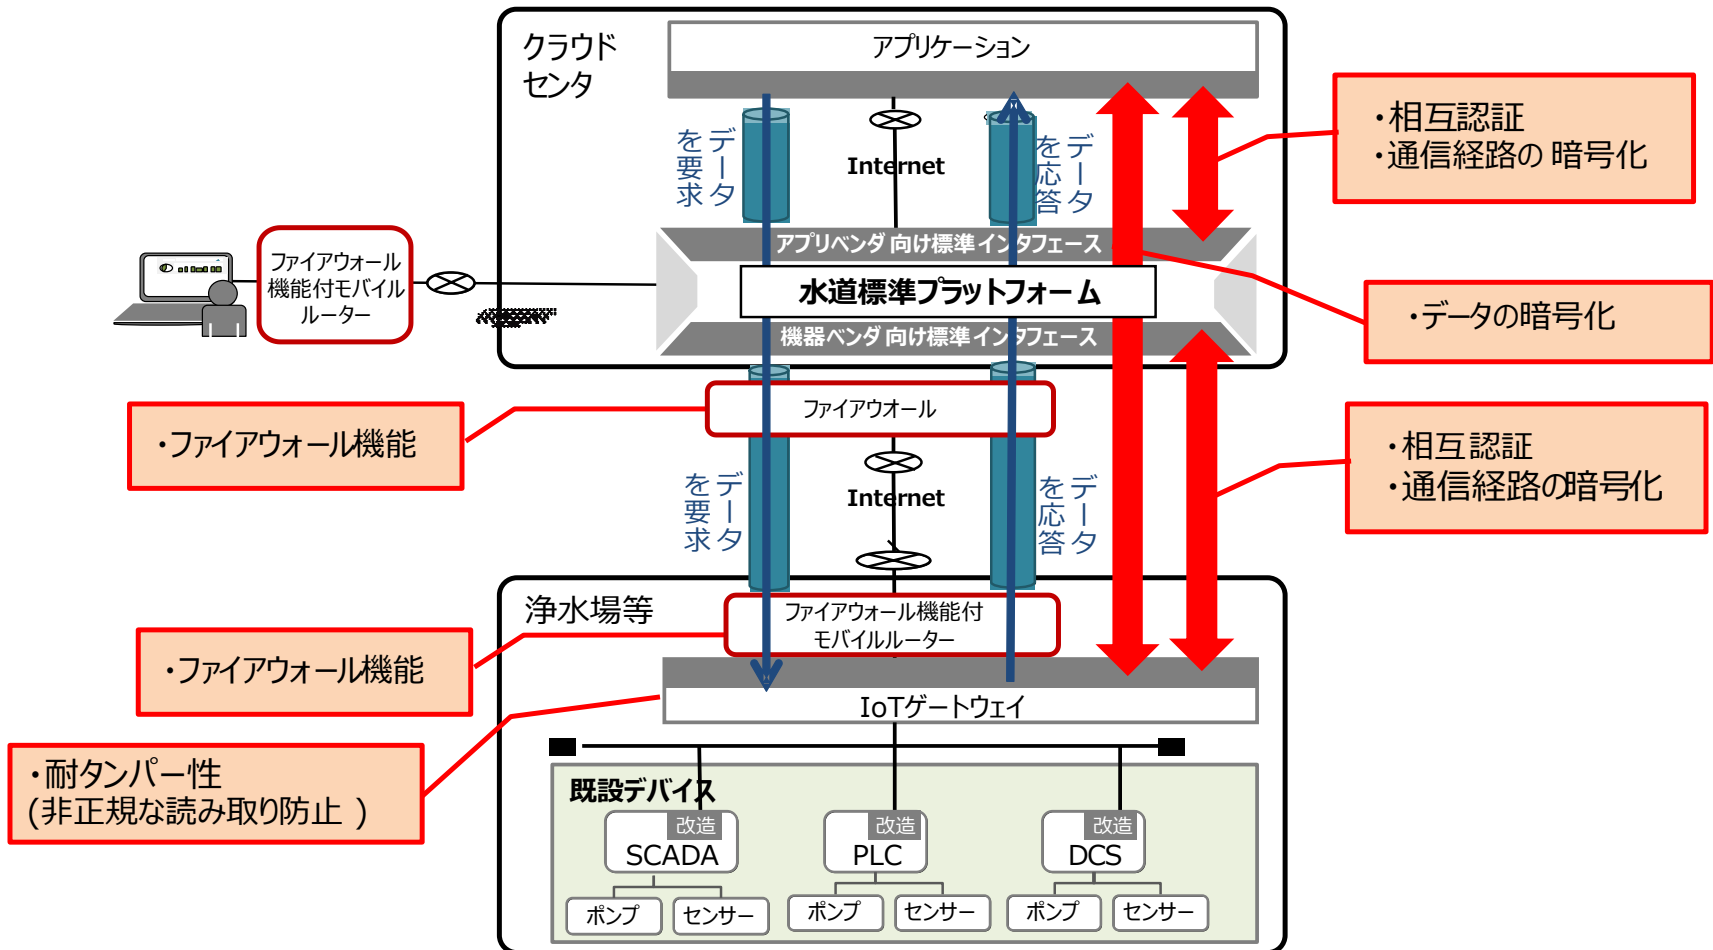 クラウド
センタ
アプリケーション
データ
を要求
Internet
データ
を応答
・相互認証
・通信経路の 暗号化
ファイアウォール
機能付モバイル
ルーター
アプリベンダ 向け標準 インタフェース
水道標準プラットフォーム
機器ベンダ 向け標準 インタフェース
・データの暗号化
・ファイアウォール機能
ファイアウオール
・相互認証
・通信経路の暗号化
データ
を要求
Internet
データ
を応答
浄水場等
ファイアウォール機能付
モバイルルーター
・ファイアウォール機能
IoTゲートウェイ
・耐タンパー性
(非正規な読み取り防止 )
既設デバイス
改造
SCADA
改造
PLC
改造
DCS
ポンプ
センサー
ポンプ
センサー
ポンプ
センサー